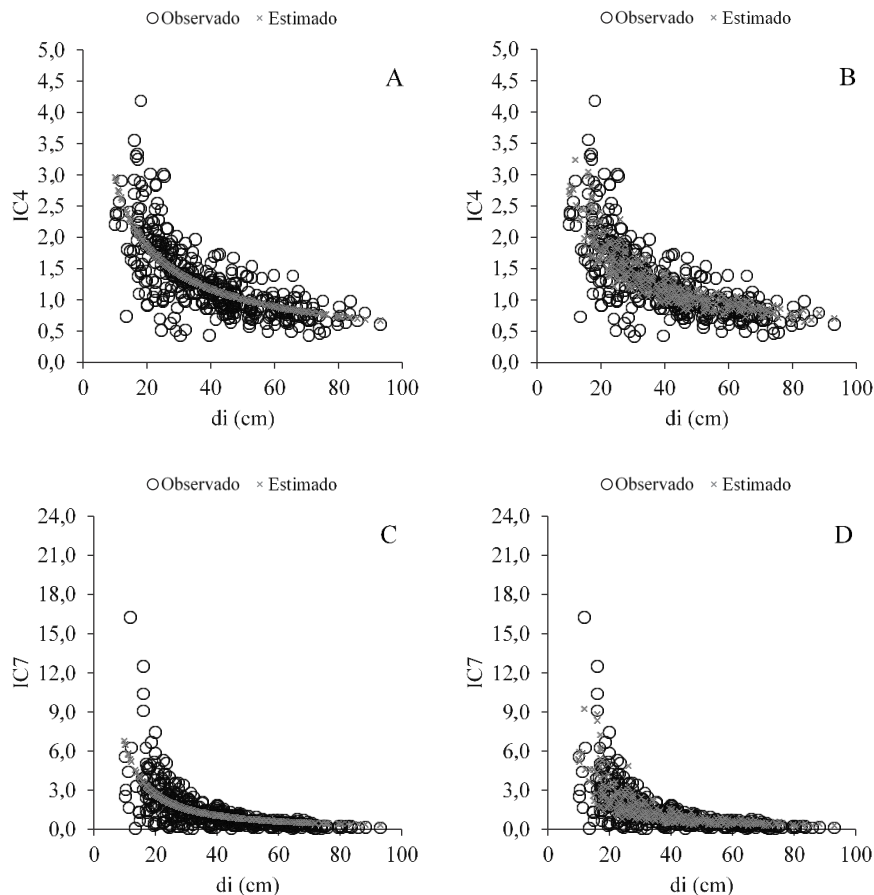 ○Observado ×Estimado
5,0
4,5
4,0
3,5
3,0
2,5
2,0
1,5
1,0
0,5
0,0
IC4
A
0 20 40 60 80 100
di (cm)
○Observado ×Estimado
5,0
4,5
4,0
3,5
3,0
2,5
2,0
1,5
1,0
0,5
0,0
IC4
B
0 20 40 60 80 100
di (cm)
○Observado ×Estimado
24,0
21,0
18,0
15,0
12,0
9,0
6,0
3,0
0,0
IC7
C
0 20 40 60 80 100
di (cm)
○Observado ×Estimado
24,0
21,0
18,0
15,0
12,0
9,0
6,0
3,0
0,0
IC7
D
0 20 40 60 80 100
di (cm)